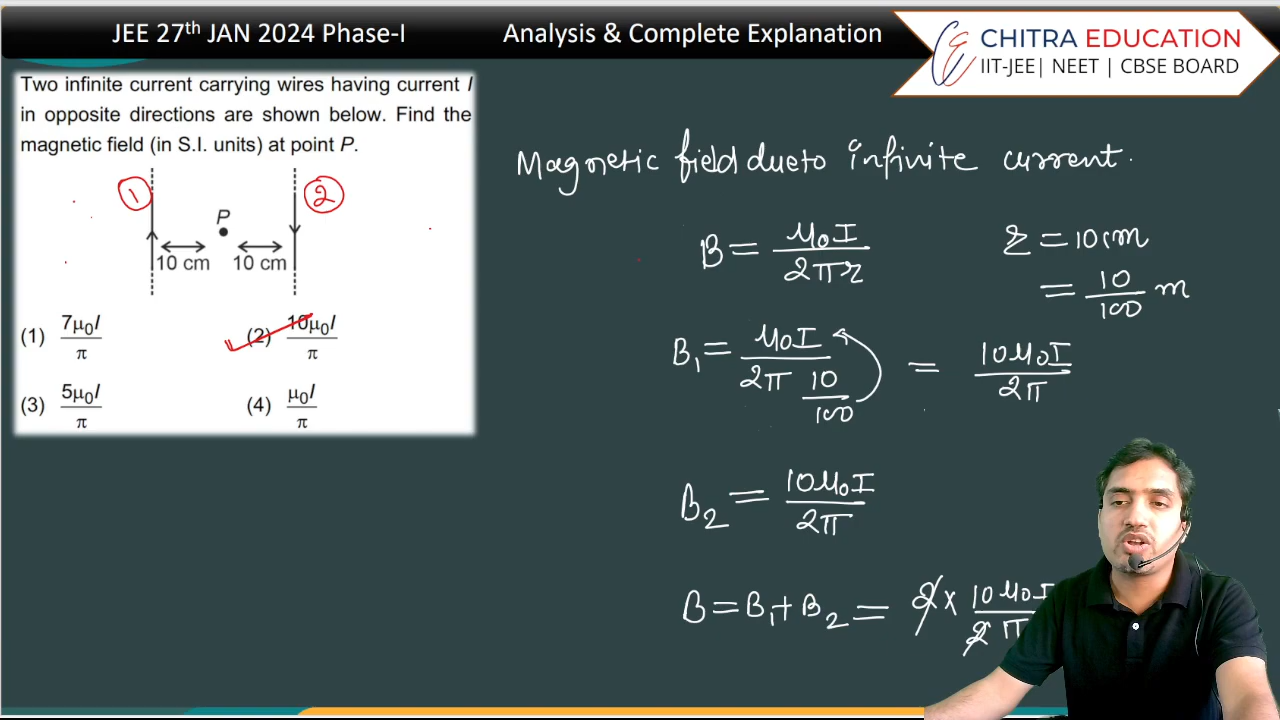 JEE 27th JAN 2024 Phase-I
Analysis & Complete Explanation
CHITRA EDUCATION
IIT-JEE| NEET | CBSE BOARD
Two infinite current carrying wires having current I
in opposite directions are shown below. Find the
magnetic field (in S.I. units) at point P.
1
2
P
10 cm
10 cm
(1) 7μ₀I/π
(2) 10μ₀I/π
(3) 5μ₀I/π
(4) μ₀I/π
Magnetic field due to infinite current.
B = μ₀I/2πr
r = 10 cm
= 10/100 m
B₁ = μ₀I/2π 10/100 = 10μ₀I/2π
B₂ = 10μ₀I/2π
B = B₁ + B₂ = 2 × 10μ₀I/2π